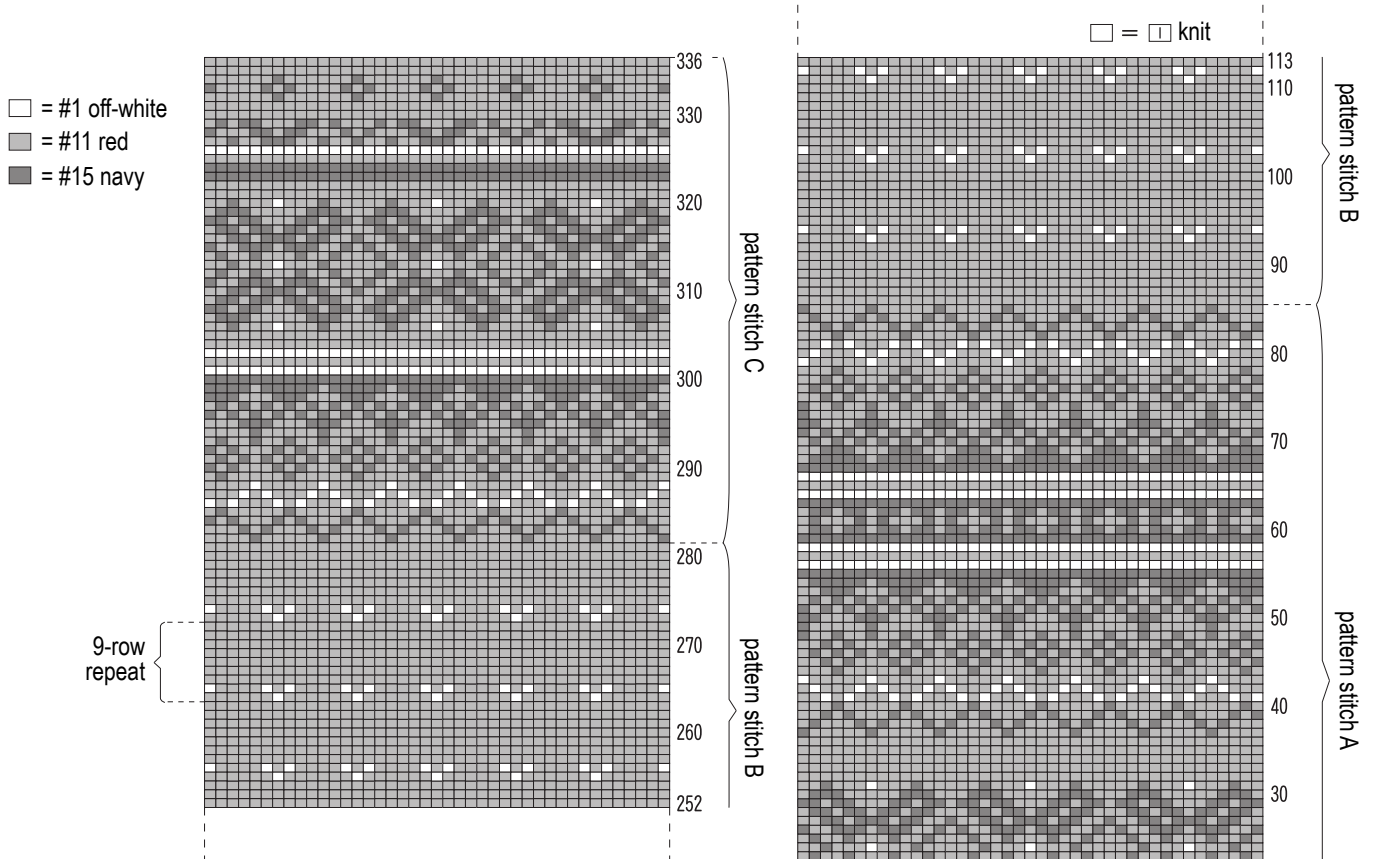 = #1 off-white
= #11 red
= #15 navy
336
330
320
310
300
290
280
270
260
252
pattern stitch C
pattern stitch B
9-row
repeat
= knit
113
110
100
90
80
70
60
50
40
30
pattern stitch B
pattern stitch A